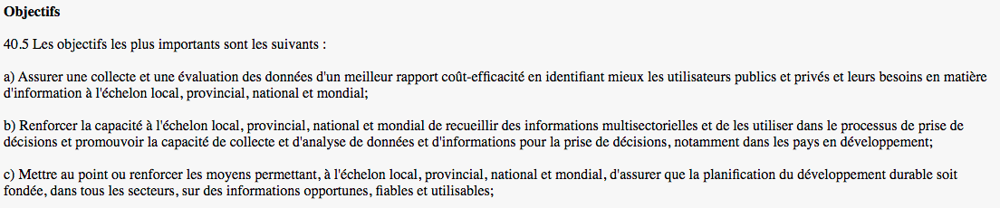 Objectifs
40.5 Les objectifs les plus importants sont les suivants :
a) Assurer une collecte et une évaluation des données d'un meilleur rapport coût-efficacité en identifiant mieux les utilisateurs publics et privés et leurs besoins en matière
d'information à l'échelon local, provincial, national et mondial;
b) Renforcer la capacité à l'échelon local, provincial, national et mondial de recueillir des informations multisectorielles et de les utiliser dans le processus de prise de
décisions et promouvoir la capacité de collecte et d'analyse de données et d'informations pour la prise de décisions, notamment dans les pays en développement;
c) Mettre au point ou renforcer les moyens permettant, à l'échelon local, provincial, national et mondial, d'assurer que la planification du développement durable soit
fondée, dans tous les secteurs, sur des informations opportunes, fiables et utilisables;